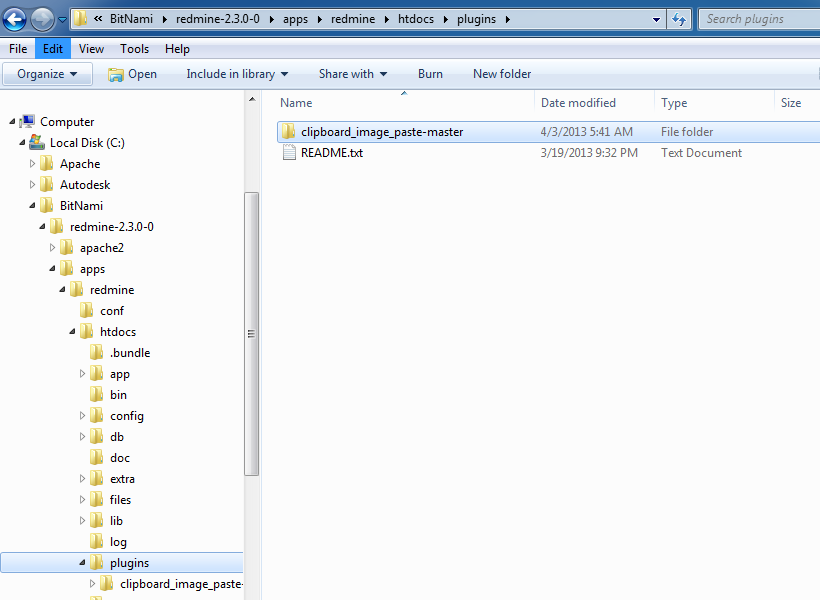 « BitNami redmine-2.3.0-0 apps redmine htdocs plugins Search plugins
File Edit View Tools Help
Organize Open Include in library Share with Burn New folder
Computer
Local Disk (C:)
Apache
Autodesk
BitNami
redmine-2.3.0-0
apache2
apps
redmine
conf
htdocs
.bundle
app
bin
config
db
doc
extra
files
lib
log
plugins
clipboard_image_paste-
Name Date modified Type Size
clipboard_image_paste-master 4/3/2013 5:41 AM File folder
README.txt 3/19/2013 9:32 PM Text Document